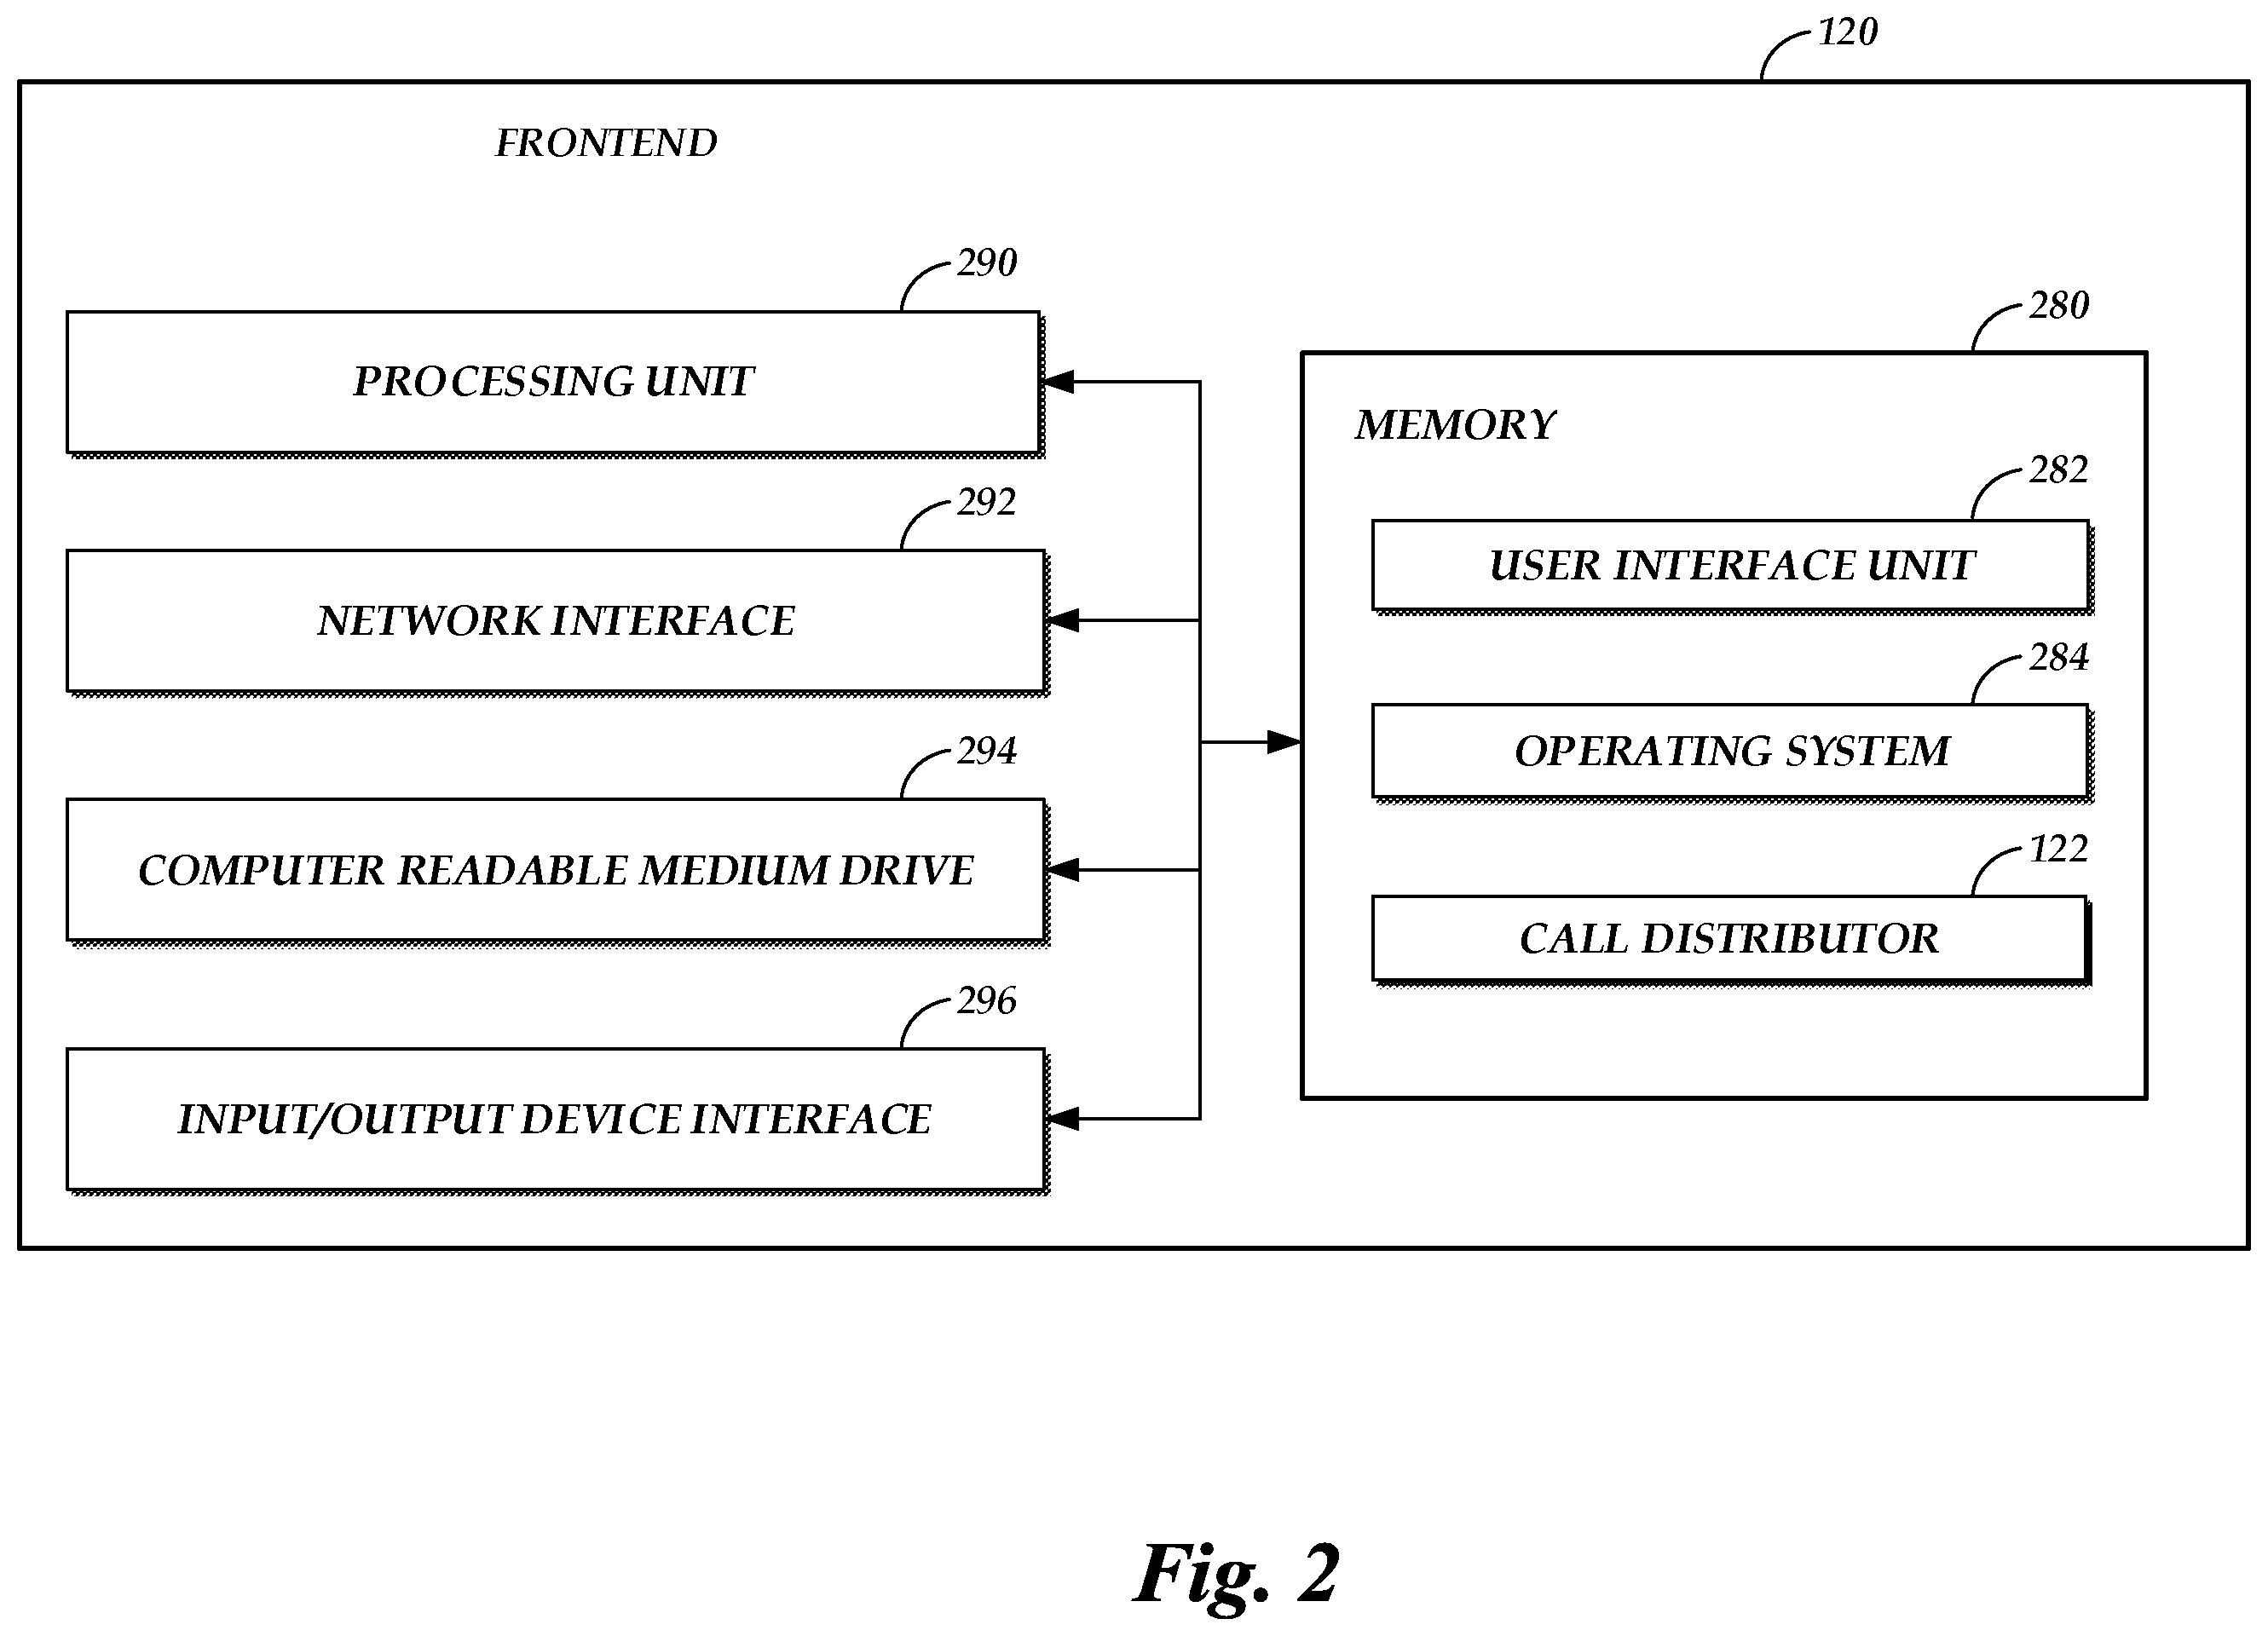 120
FRONTEND
290
PROCESSING UNIT
292
NETWORK INTERFACE
294
COMPUTER READABLE MEDIUM DRIVE
296
INPUT/OUTPUT DEVICE INTERFACE
280
MEMORY
282
USER INTERFACE UNIT
284
OPERATING SYSTEM
122
CALL DISTRIBUTOR
Fig. 2